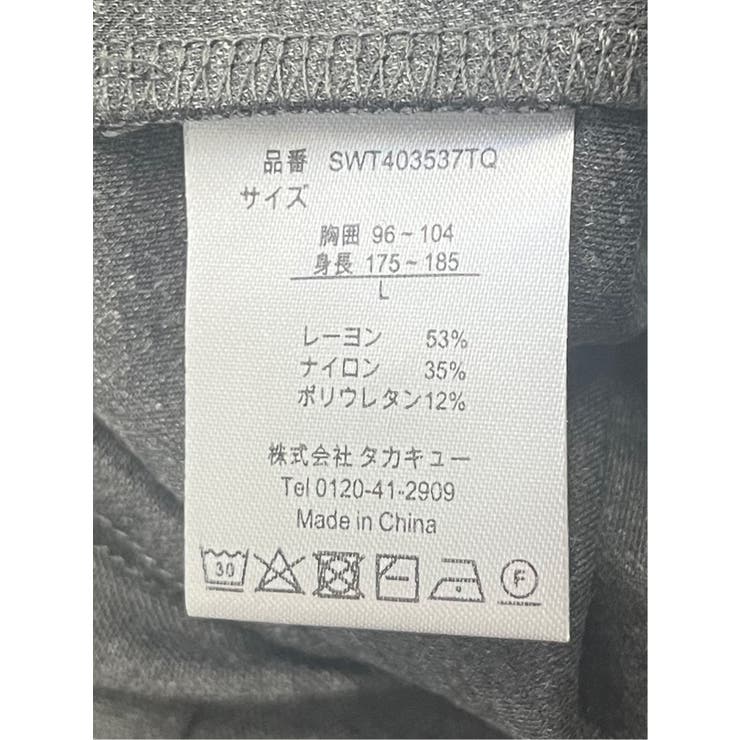 品番 SWT403537TQ
サイズ
胸囲 96~104
身長 175~185
L
レーヨン 53%
ナイロン 35%
ポリウレタン12%
株式会社 タカキュー
Tel 0120-41-2909
Made in China
30
F